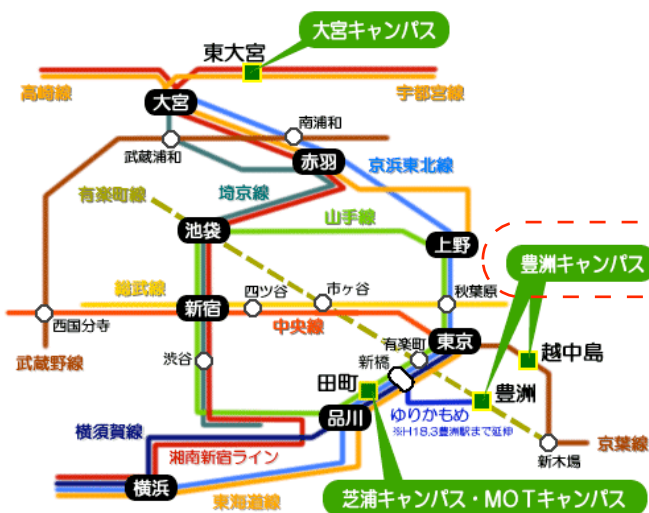 大宮キャンパス
東大宮
高崎線
宇都宮線
大宮
南浦和
武蔵浦和
赤羽
京浜東北線
有楽町線
埼京線
山手線
池袋
上野
豊洲キャンパス
総武線
四ツ谷
市ヶ谷
秋葉原
新宿
中央線
西国分寺
武蔵野線
有楽町
東京
越中島
渋谷
新橋
田町
豊洲
品川
ゆりかもめ
※H18.3豊洲駅まで延伸
横須賀線
湘南新宿ライン
京葉線
新木場
横浜
東海道線
芝浦キャンパス・MOTキャンパス